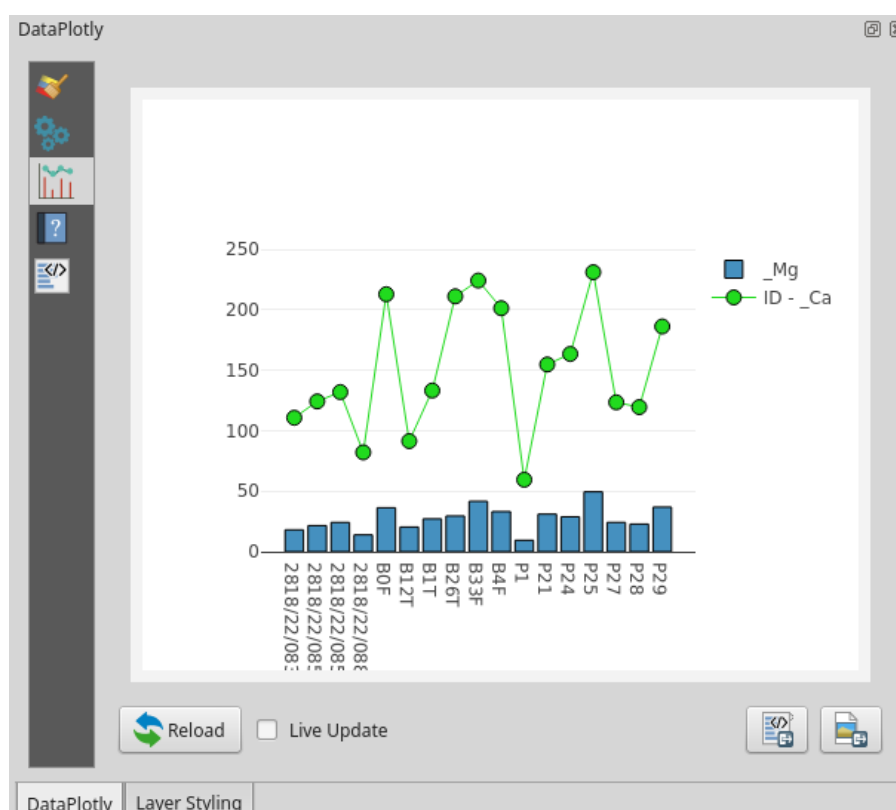 DataPlotly
250
200
150
100
50
0
_Mg
ID - _Ca
B0F
B12T
B1T
B26T
B33F
B4F
P1
P21
P24
P25
P27
P28
P29
Reload
Live Update
DataPlotly
Layer Styling